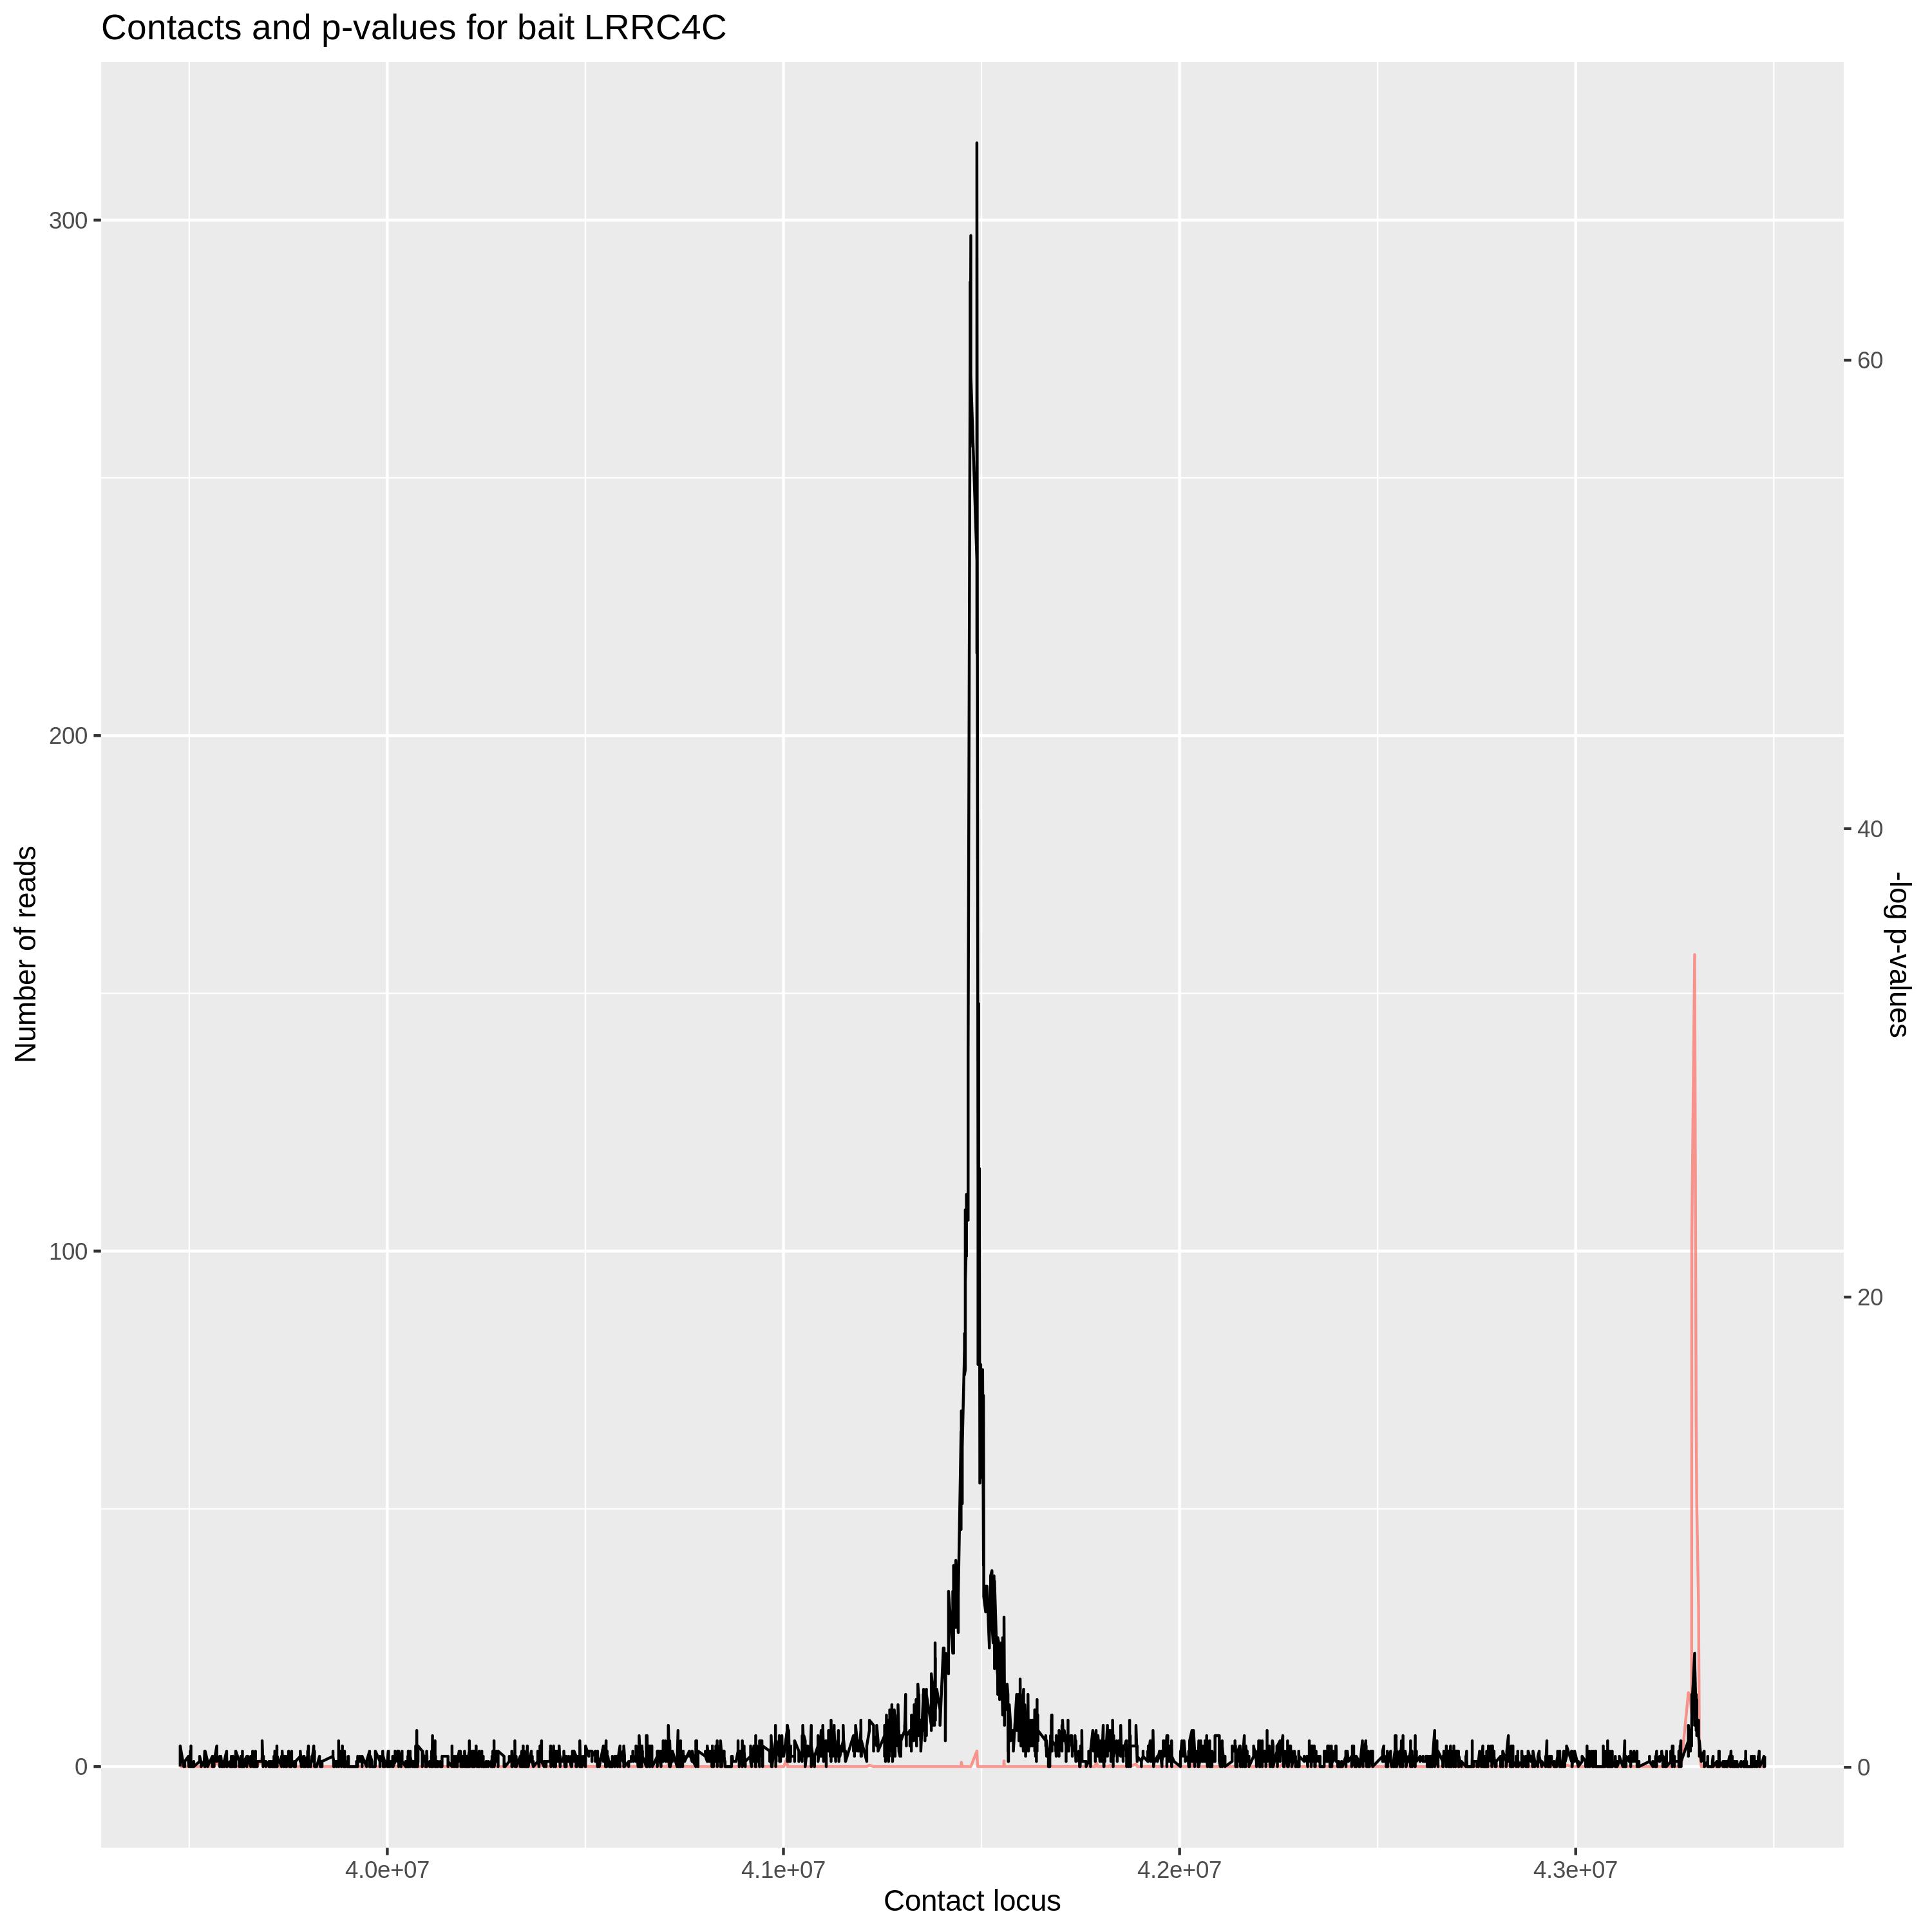 Contacts and p-values for bait LRRC4C
300
200
100
0
Number of reads
60
40
20
0
-log p-values
4.0e+07
4.1e+07
4.2e+07
4.3e+07
Contact locus